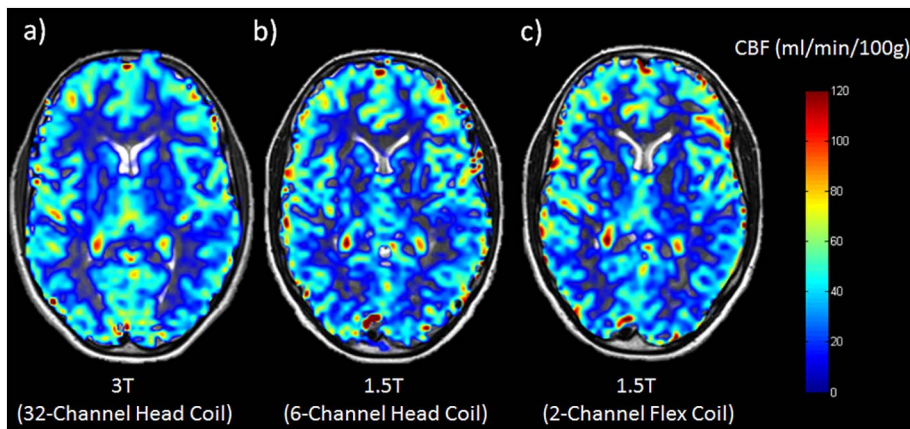 a)
b)
c)
CBF (ml/min/100g)
120
100
80
60
40
20
0
3T
(32-Channel Head Coil)
1.5T
(6-Channel Head Coil)
1.5T
(2-Channel Flex Coil)